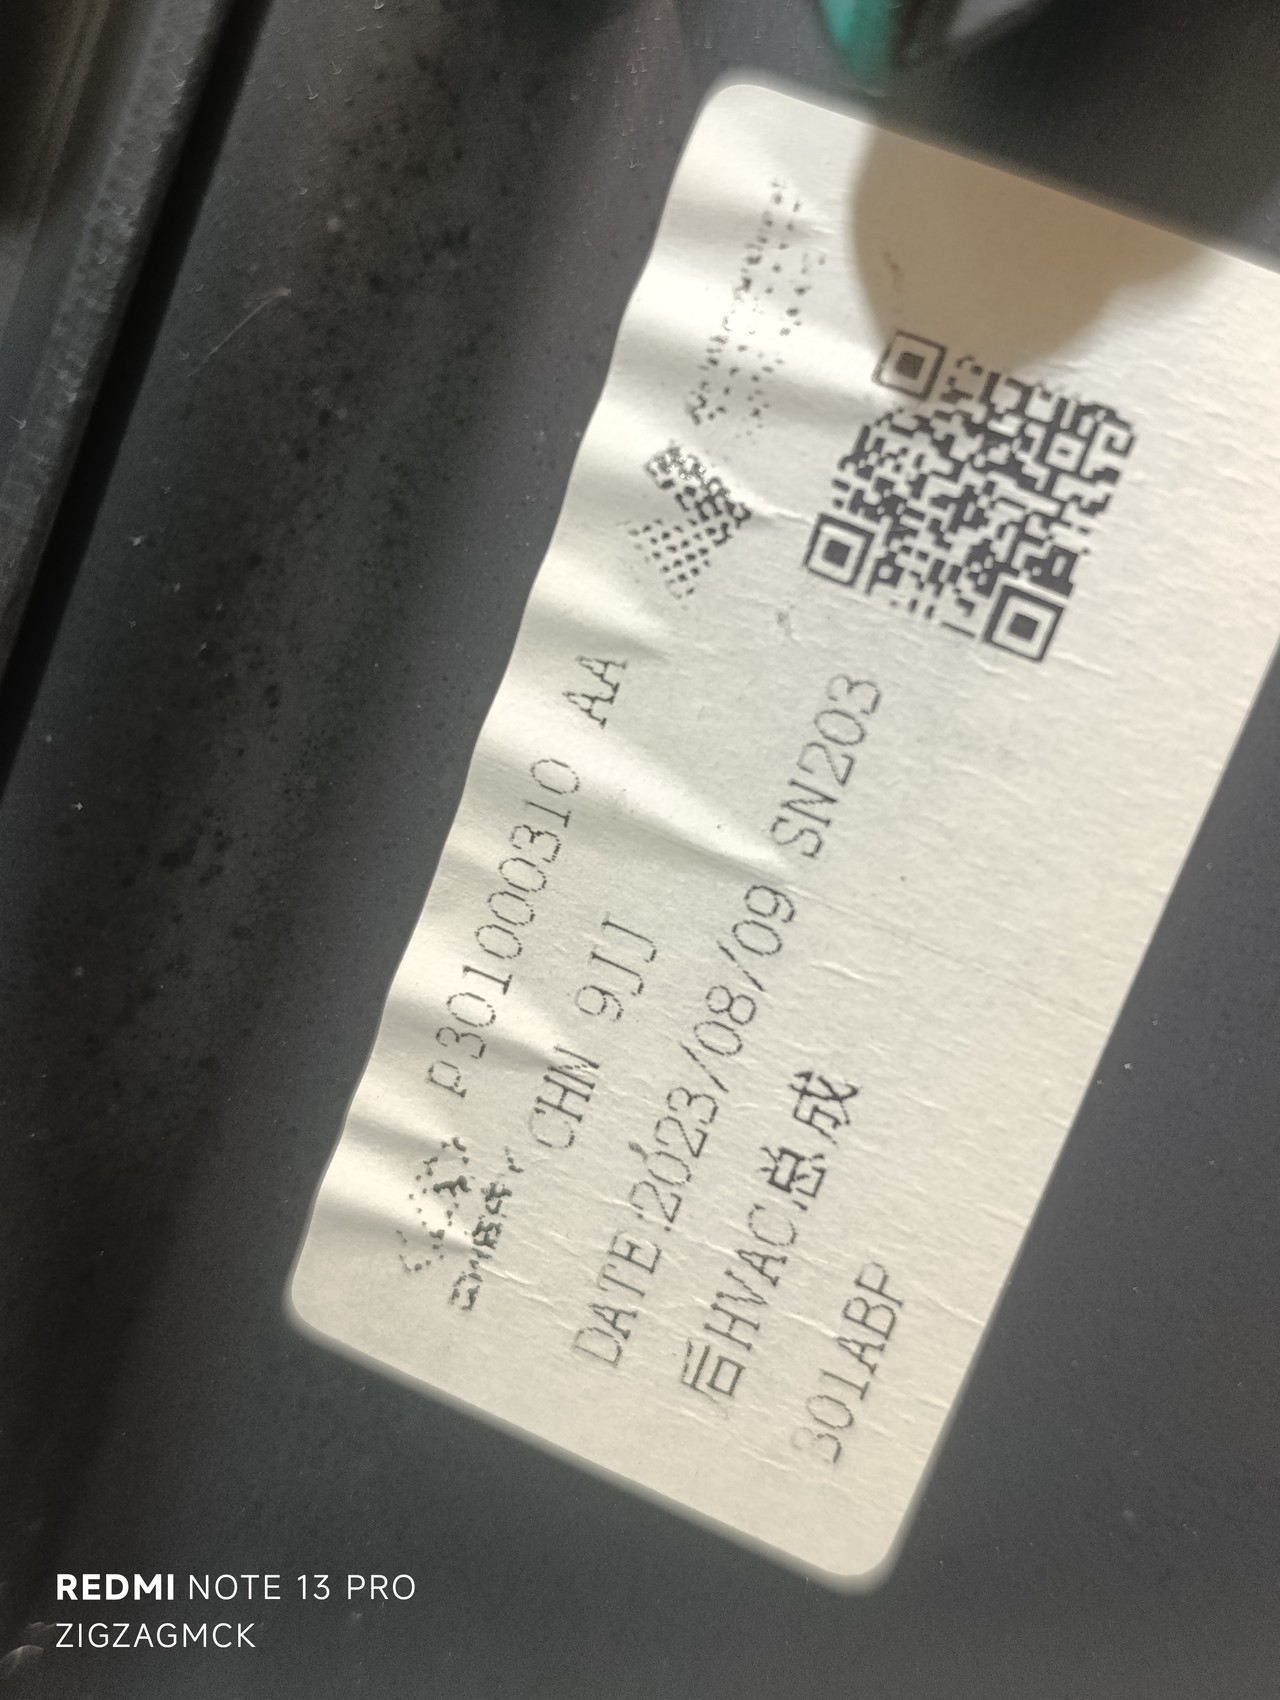 P301000310 AA
CHN 9JJ
DATE:2023/08/09 SN203
后HVAC总成
301ABP
REDMI NOTE 13 PRO
ZIGZAGMCK